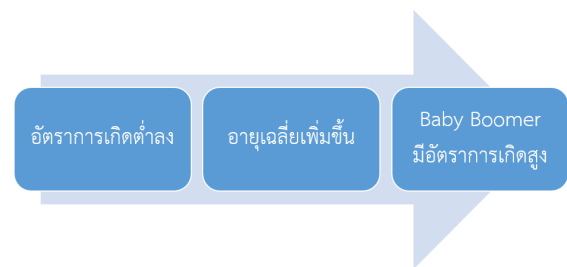 อัตราการเกิดต่ำลง
อายุเฉลี่ยเพิ่มขึ้น
Baby Boomer
มีอัตราการเกิดสูง